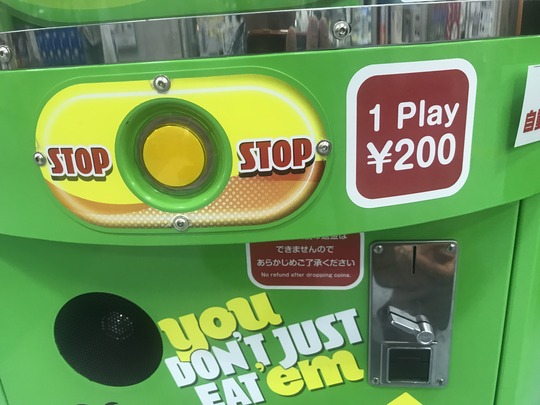 STOP
STOP
1 Play
¥200
できませんので
あらかじめご了承ください
No refund after dropping coins.
you
DON'T JUST
EAT 'em